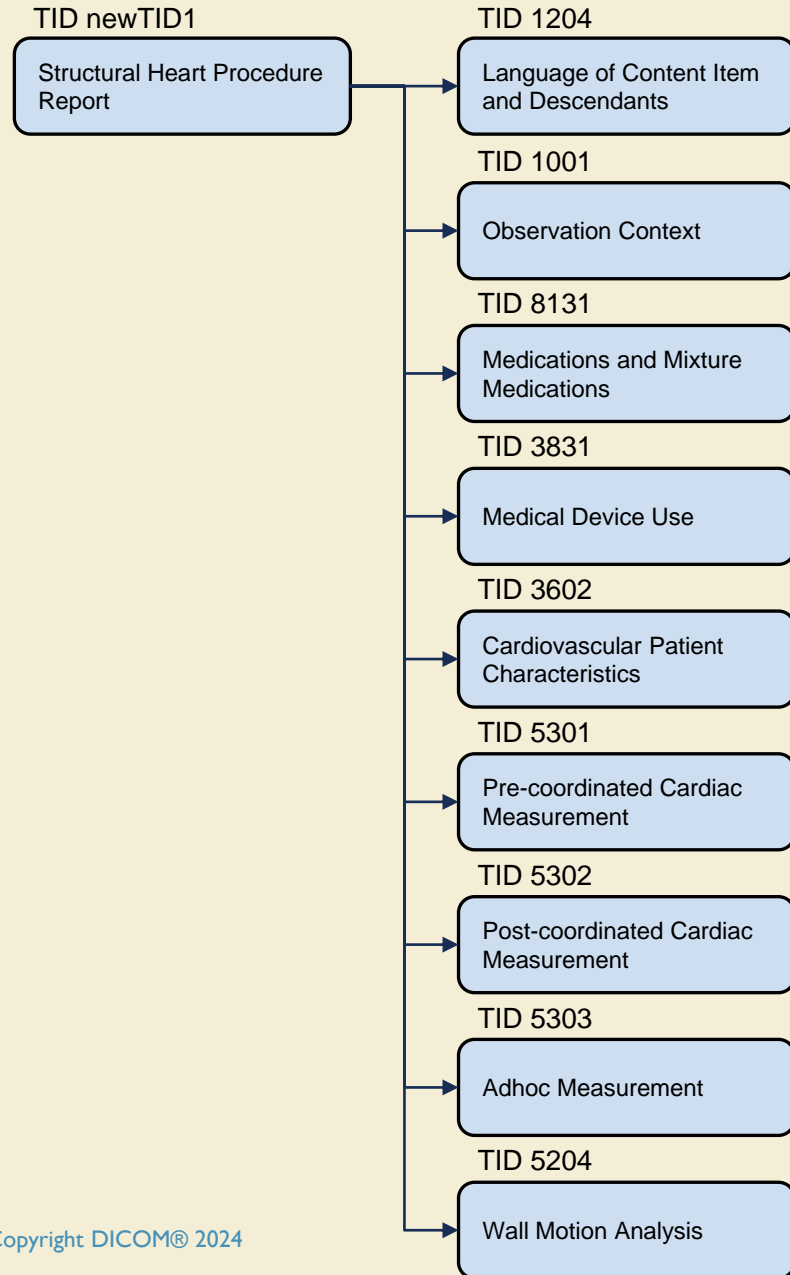 TID newTID1
Structural Heart Procedure
Report
TID 1204
Language of Content Item
and Descendants
TID 1001
Observation Context
TID 8131
Medications and Mixture
Medications
TID 3831
Medical Device Use
TID 3602
Cardiovascular Patient
Characteristics
TID 5301
Pre-coordinated Cardiac
Measurement
TID 5302
Post-coordinated Cardiac
Measurement
TID 5303
Adhoc Measurement
TID 5204
Wall Motion Analysis
Copyright DICOM® 2024